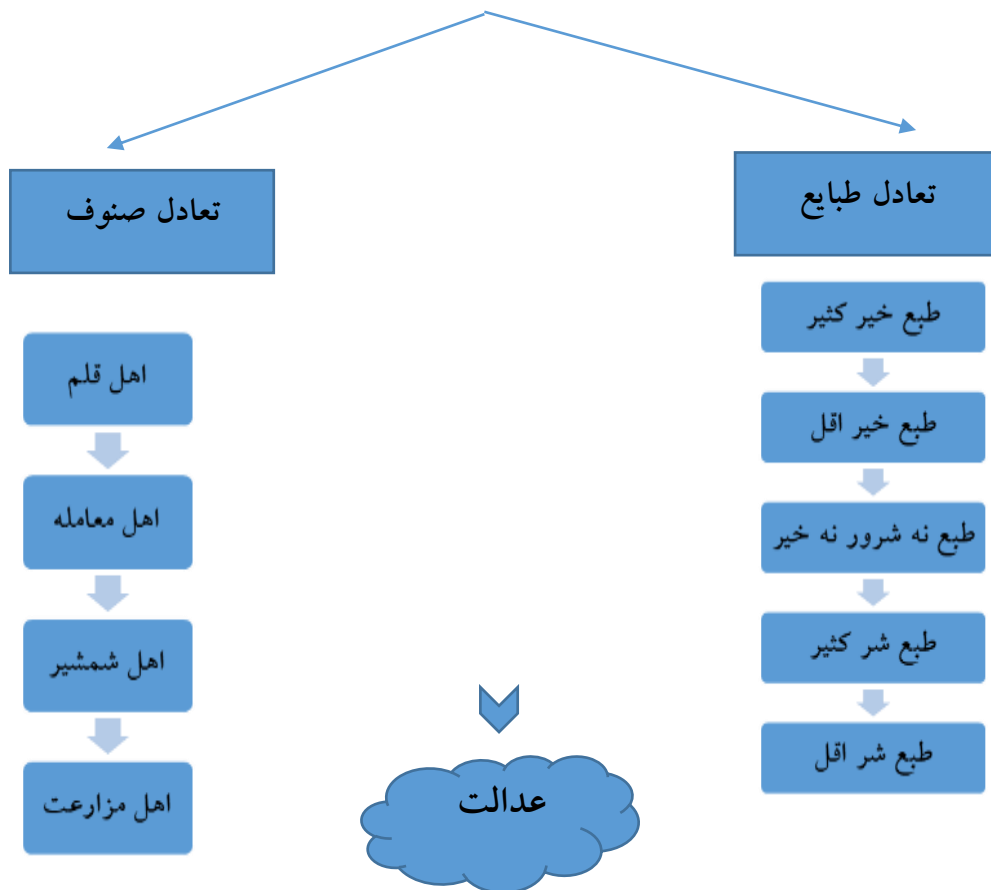 تعادل طبایع
تعادل صنوف
طبع خیر کثیر
طبع خیر اقل
طبع نه شرور نه خیر
طبع شر کثیر
طبع شر اقل
اهل قلم
اهل معامله
اهل شمشیر
اهل مزارعت
عدالت